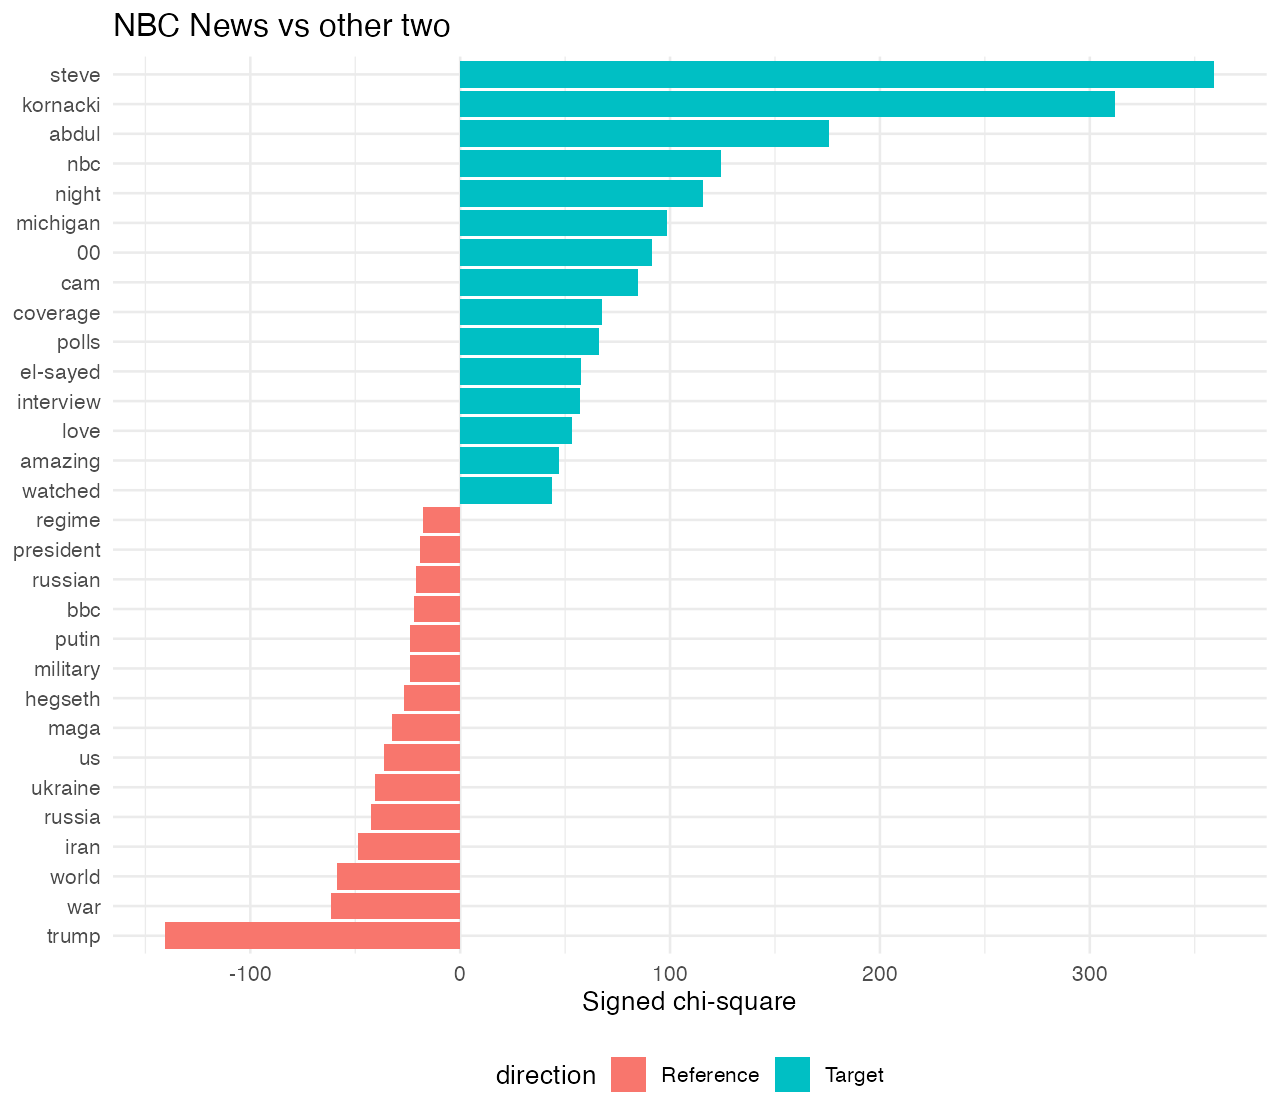 NBC News vs other two
steve
kornacki
abdul
nbc
night
michigan
00
cam
coverage
polls
el-sayed
interview
love
amazing
watched
regime
president
russian
bbc
putin
military
hegseth
maga
us
ukraine
russia
iran
world
war
trump
-100 0 100 200 300
Signed chi-square
direction Reference Target